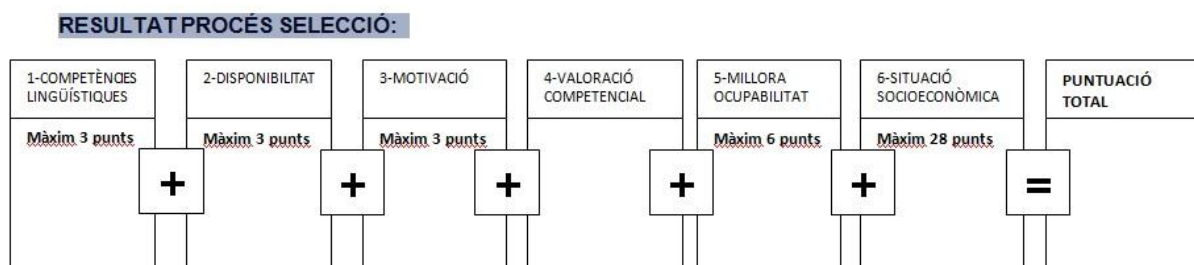 RESULTAT PROCÉS SELECCIÓ:
1-COMPETÈNCIES
LINGÜÍSTIQUES
Màxim 3 punts
+
2-DISPONIBILITAT
Màxim 3 punts
+
3-MOTIVACIÓ
Màxim 3 punts
+
4-VALORACIÓ
COMPETENCIAL
+
5-MILLORA
OCUPABILITAT
Màxim 6 punts
+
6-SITUACIÓ
SOCIOECONÒMICA
Màxim 28 punts
=
PUNTUACIÓ
TOTAL